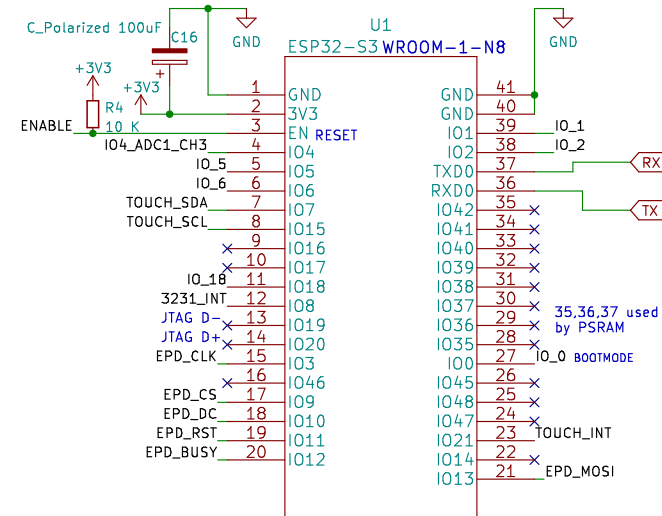 U1
ESP32-S3 WROOM-1-N8
C_Polarized 100uF
C16
+
GND
GND
+3V3
+3V3
R4
10 K
ENABLE
1 GND
2 3V3
3 EN RESET
IO4_ADC1_CH3 4 IO4
IO_5 5 IO5
IO_6 6 IO6
TOUCH_SDA 7 IO7
TOUCH_SCL 8 IO15
9 IO16
10 IO17
IO_18 11 IO18
3231_INT 12 IO8
JTAG D- 13 IO19
JTAG D+ 14 IO20
EPD_CLK 15 IO3
16 IO46
EPD_CS 17 IO9
EPD_DC 18 IO10
EPD_RST 19 IO11
EPD_BUSY 20 IO12
GND 41
GND 40
IO1 39 IO_1
IO2 38 IO_2
TXD0 37 RX
RXD0 36 TX
IO42 35
IO41 34
IO40 33
IO39 32
IO38 31
IO37 30
IO36 29
IO35 28
35,36,37 used
by PSRAM
IO0 27 IO_0 BOOTMODE
IO45 26
IO48 25
IO47 24
IO21 23 TOUCH_INT
IO14 22
IO13 21 EPD_MOSI